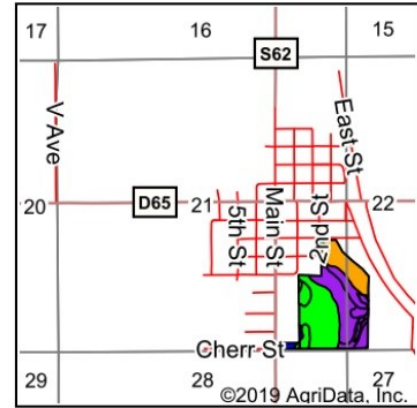 17 16 15
S62
V-Ave
East St
20 D65 21 22
5th St
Main St
2nd St
Cherr St
29 28 27
©2019 AgriData, Inc.